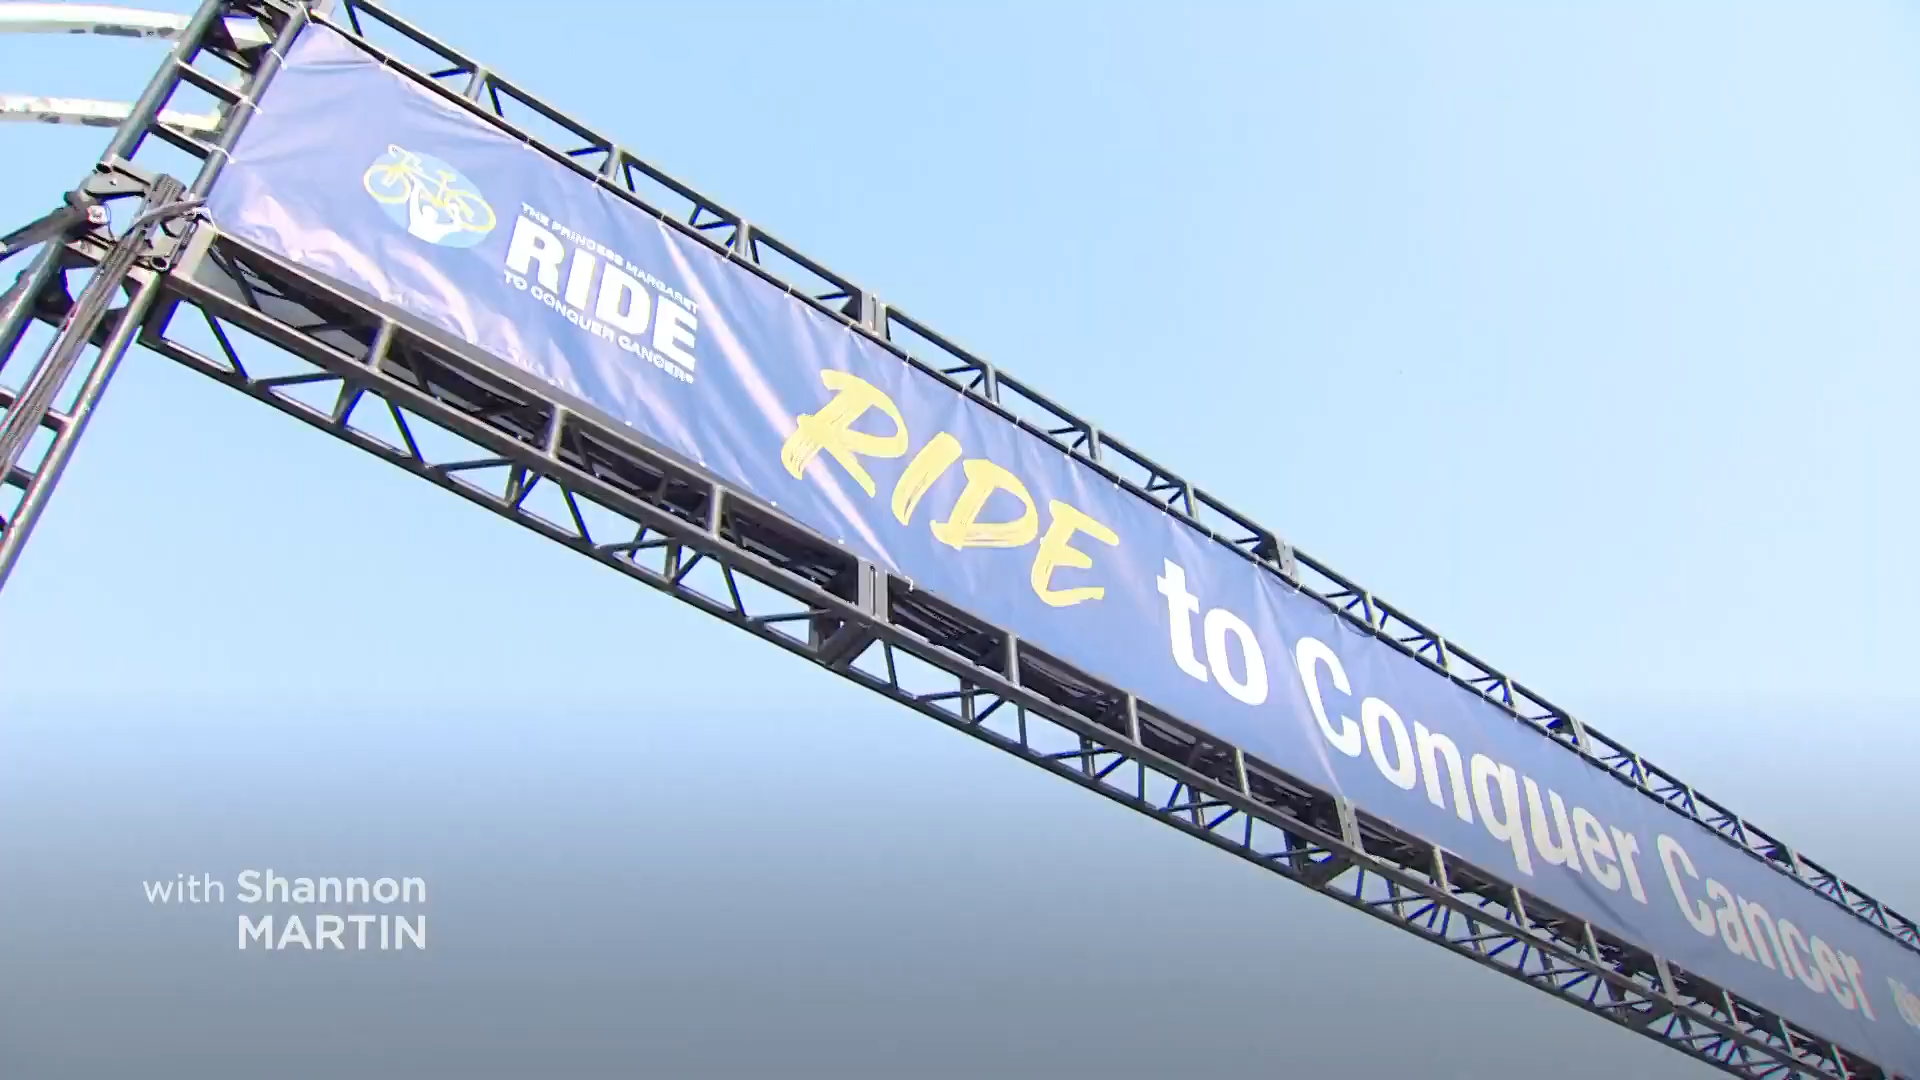 THE PRINCESS MARGARET
RIDE
TO CONQUER CANCER®
RIDE to Conquer Cancer
with Shannon
MARTIN